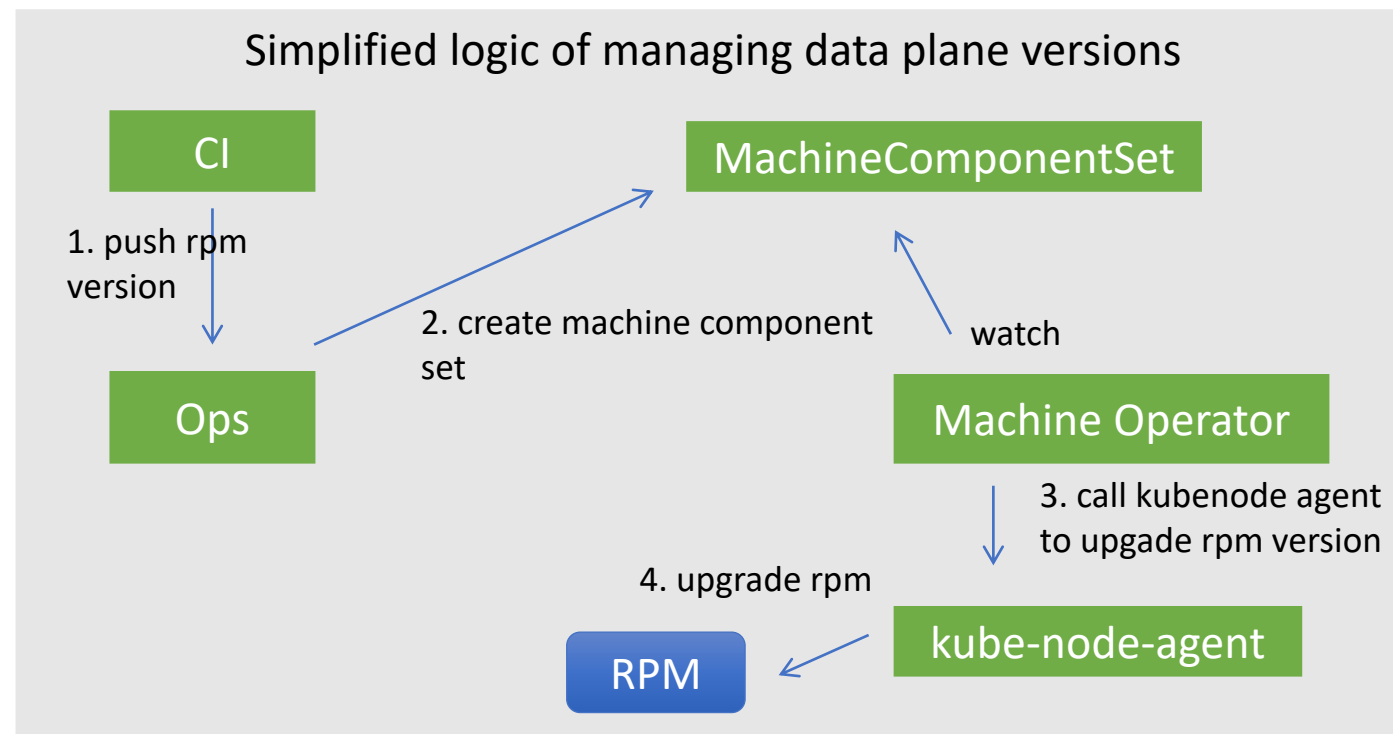 Simplified logic of managing data plane versions
CI
MachineComponentSet
1. push rpm
version
2. create machine component
set
watch
Ops
Machine Operator
3. call kubenode agent
to upgade rpm version
4. upgrade rpm
kube-node-agent
RPM